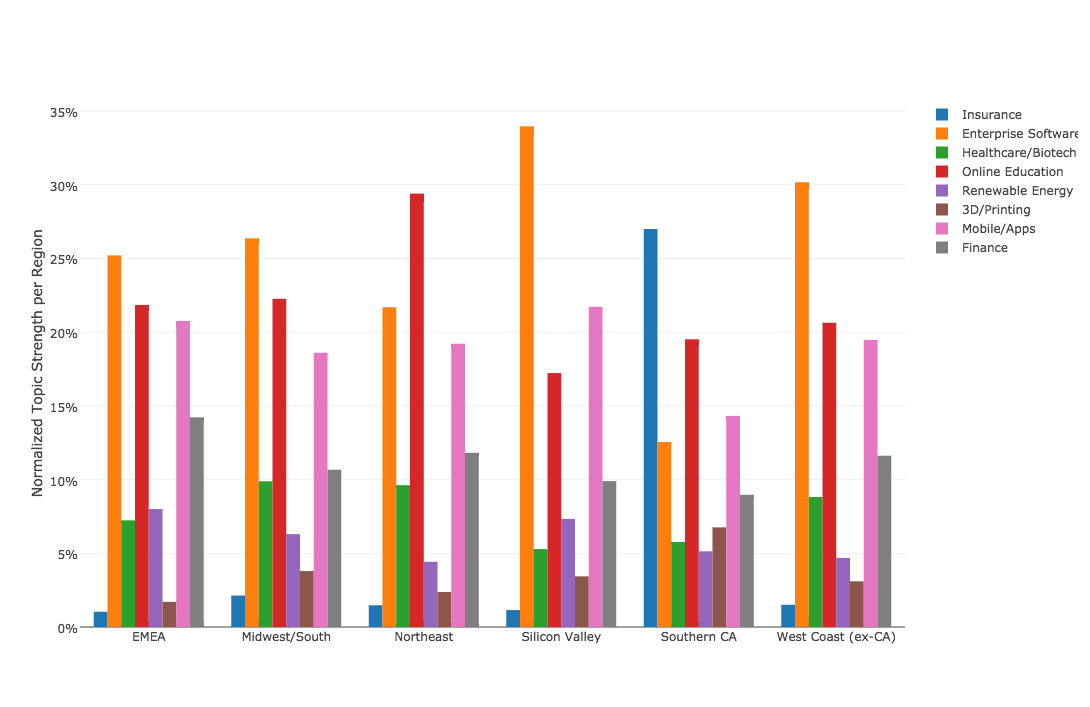 35%
30%
25%
20%
15%
10%
5%
0%
Normalized Topic Strength per Region
EMEA
Midwest/South
Northeast
Silicon Valley
Southern CA
West Coast (ex-CA)
Insurance
Enterprise Software
Healthcare/Biotech
Online Education
Renewable Energy
3D/Printing
Mobile/Apps
Finance